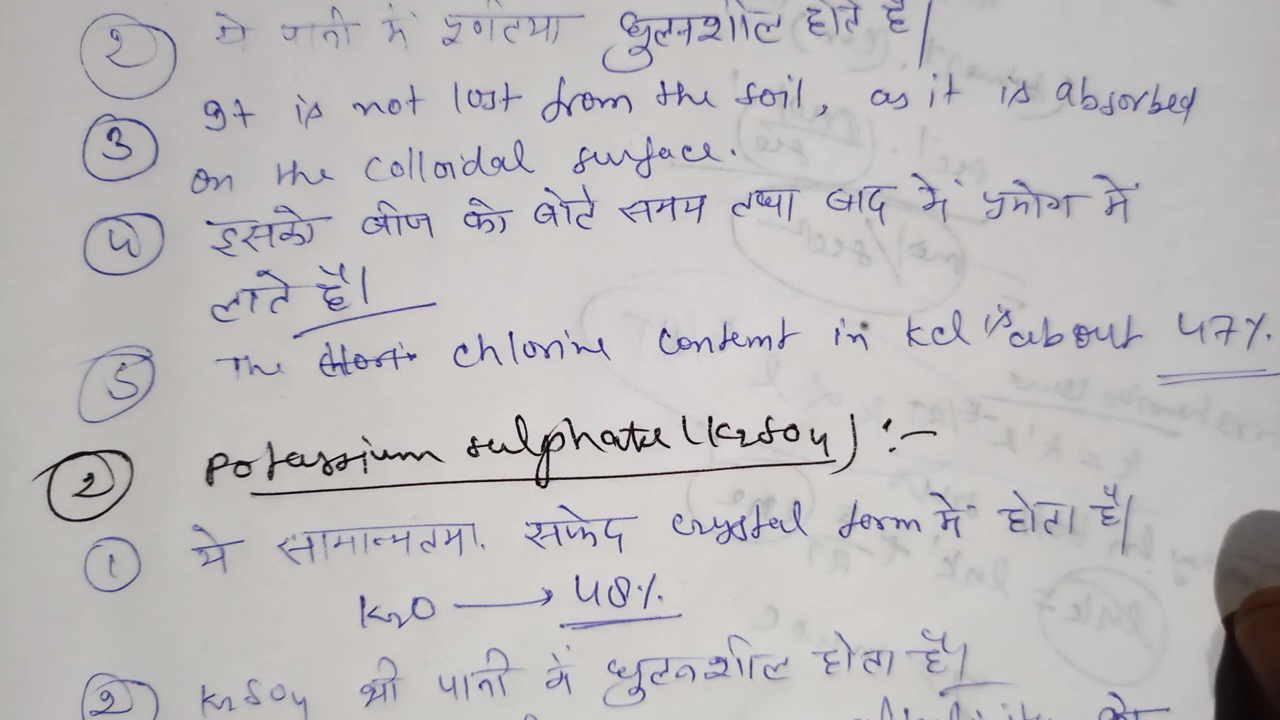 ② ये पानी में पूर्णतया घुलनशील होते है।
③ It is not lost from the soil, as it is absorbed
on the colloidal surface.
④ इसको बीज को बोते समय तथा बाद में प्रयोग में
लाते है।
⑤ The chlorine content in kcl is about 47%.
② Potassium sulphate (K2SO4) :-
① ये सामान्यतया. सफेद crystal form में होता है।
K2O → 48%
② K2SO4 भी पानी में घुलनशील होता है।